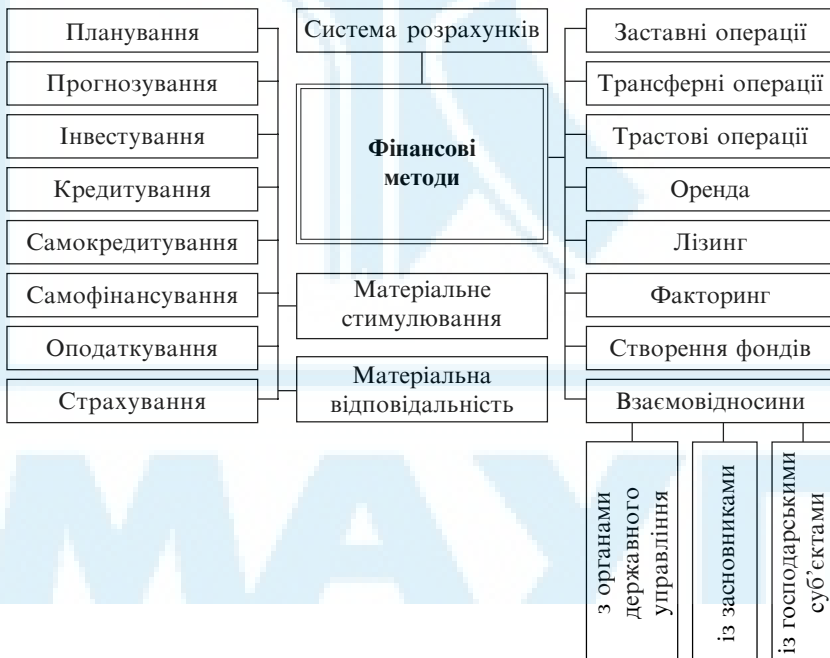 Планування
Прогнозування
Інвестування
Кредитування
Самокредитування
Самофінансування
Оподаткування
Страхування
Система розрахунків
Фінансові
методи
Матеріальне
стимулювання
Матеріальна
відповідальність
Заставні операції
Трансферні операції
Трастові операції
Оренда
Лізинг
Факторинг
Створення фондів
Взаємовідносини
з органами
державного
управління
із засновниками
із господарськими
суб’єктами
МАУП